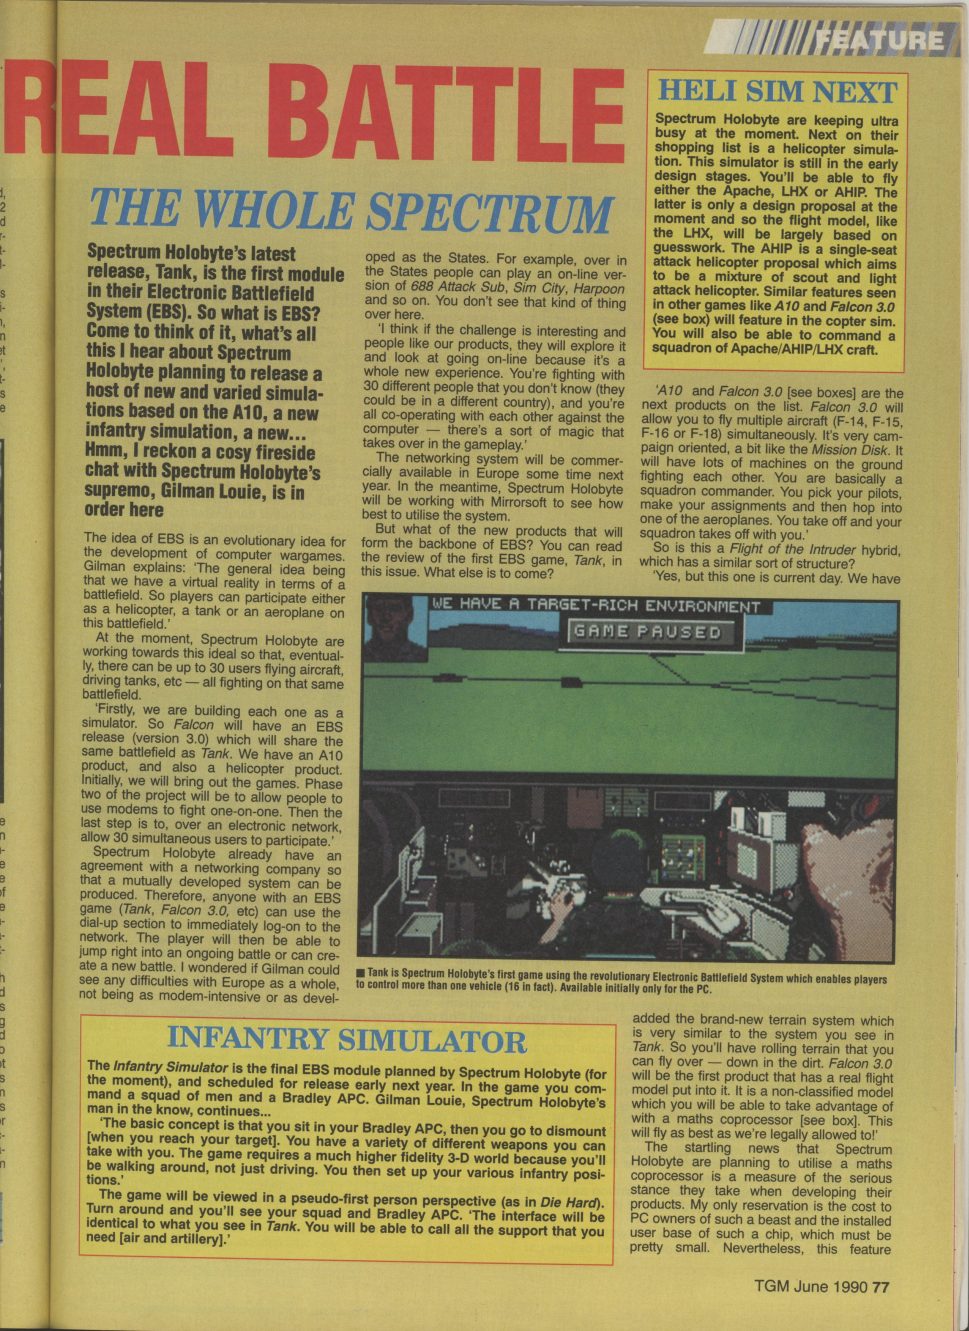 FEATURE
REAL BATTLE
THE WHOLE SPECTRUM
Spectrum Holobyte's latest
release, Tank, is the first module
in their Electronic Battlefield
System (EBS). So what is EBS?
Come to think of it, what's all
this I hear about Spectrum
Holobyte planning to release a
host of new and varied simula-
tions based on the A10, a new
infantry simulation, a new...
Hmm, I reckon a cosy fireside
chat with Spectrum Holobyte's
supremo, Gilman Louie, is in
order here
The idea of EBS is an evolutionary idea for
the development of computer wargames.
Gilman explains: 'The general idea being
that we have a virtual reality in terms of a
battlefield. So players can participate either
as a helicopter, a tank or an aeroplane on
this battlefield.'
At the moment, Spectrum Holobyte are
working towards this ideal so that, eventual-
ly, there can be up to 30 users flying aircraft,
driving tanks, etc — all fighting on that same
battlefield.
'Firstly, we are building each one as a
simulator. So Falcon will have an EBS
release (version 3.0) which will share the
same battlefield as Tank. We have an A10
product, and also a helicopter product.
Initially, we will bring out the games. Phase
two of the project will be to allow people to
use modems to fight one-on-one. Then the
last step is to, over an electronic network,
allow 30 simultaneous users to participate.'
Spectrum Holobyte already have an
agreement with a networking company so
that a mutually developed system can be
produced. Therefore, anyone with an EBS
game (Tank, Falcon 3.0, etc) can use the
dial-up section to immediately log-on to the
network. The player will then be able to
jump right into an ongoing battle or can cre-
ate a new battle. I wondered if Gilman could
see any difficulties with Europe as a whole,
not being as modem-intensive or as devel-
oped as the States. For example, over in
the States people can play an on-line ver-
sion of 688 Attack Sub, Sim City, Harpoon
and so on. You don't see that kind of thing
over here.
'I think if the challenge is interesting and
people like our products, they will explore it
and look at going on-line because it's a
whole new experience. You're fighting with
30 different people that you don't know (they
could be in a different country), and you're
all co-operating with each other against the
computer — there's a sort of magic that
takes over in the gameplay.'
The networking system will be commer-
cially available in Europe some time next
year. In the meantime, Spectrum Holobyte
will be working with Mirrorsoft to see how
best to utilise the system.
But what of the new products that will
form the backbone of EBS? You can read
the review of the first EBS game, Tank, in
this issue. What else is to come?
HELI SIM NEXT
Spectrum Holobyte are keeping ultra
busy at the moment. Next on their
shopping list is a helicopter simula-
tion. This simulator is still in the early
design stages. You'll be able to fly
either the Apache, LHX or AHIP. The
latter is only a design proposal at the
moment and so the flight model, like
the LHX, will be largely based on
guesswork. The AHIP is a single-seat
attack helicopter proposal which aims
to be a mixture of scout and light
attack helicopter. Similar features seen
in other games like A10 and Falcon 3.0
(see box) will feature in the copter sim.
You will also be able to command a
squadron of Apache/AHIP/LHX craft.
'A10 and Falcon 3.0 [see boxes] are the
next products on the list. Falcon 3.0 will
allow you to fly multiple aircraft (F-14, F-15,
F-16 or F-18) simultaneously. It's very cam-
paign oriented, a bit like the Mission Disk. It
will have lots of machines on the ground
fighting each other. You are basically a
squadron commander. You pick your pilots,
make your assignments and then hop into
one of the aeroplanes. You take off and your
squadron takes off with you.'
So is this a Flight of the Intruder hybrid,
which has a similar sort of structure?
'Yes, but this one is current day. We have
WE HAVE A TARGET-RICH ENVIRONMENT
GAME PAUSED
■ Tank is Spectrum Holobyte's first game using the revolutionary Electronic Battlefield System which enables players
to control more than one vehicle (16 in fact). Available initially only for the PC.
added the brand-new terrain system which
is very similar to the system you see in
Tank. So you'll have rolling terrain that you
can fly over — down in the dirt. Falcon 3.0
will be the first product that has a real flight
model put into it. It is a non-classified model
which you will be able to take advantage of
with a maths coprocessor [see box]. This
will fly as best as we're legally allowed to!'
The startling news that Spectrum
Holobyte are planning to utilise a maths
coprocessor is a measure of the serious
stance they take when developing their
products. My only reservation is the cost to
PC owners of such a beast and the installed
user base of such a chip, which must be
pretty small. Nevertheless, this feature
INFANTRY SIMULATOR
The Infantry Simulator is the final EBS module planned by Spectrum Holobyte (for
the moment), and scheduled for release early next year. In the game you com-
mand a squad of men and a Bradley APC. Gilman Louie, Spectrum Holobyte's
man in the know, continues...
'The basic concept is that you sit in your Bradley APC, then you go to dismount
[when you reach your target]. You have a variety of different weapons you can
take with you. The game requires a much higher fidelity 3-D world because you'll
be walking around, not just driving. You then set up your various infantry posi-
tions.'
The game will be viewed in a pseudo-first person perspective (as in Die Hard).
Turn around and you'll see your squad and Bradley APC. 'The interface will be
identical to what you see in Tank. You will be able to call all the support that you
need [air and artillery].'
TGM June 1990 77